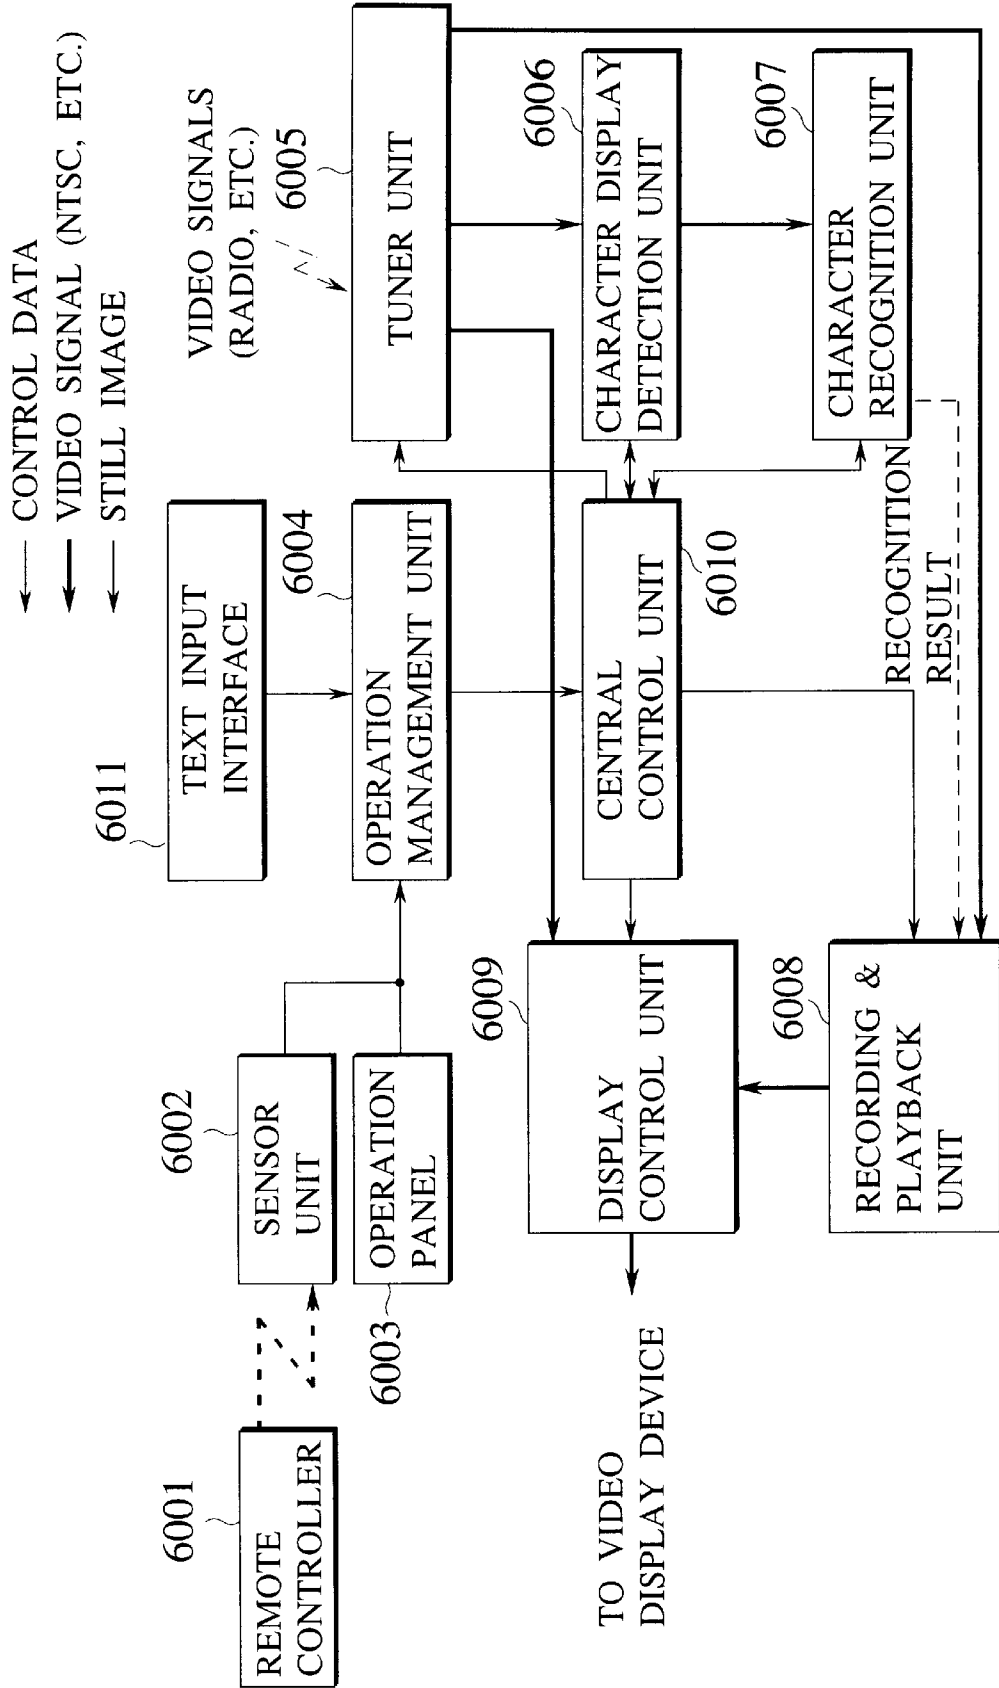 CONTROL DATA
VIDEO SIGNAL (NTSC, ETC.)
STILL IMAGE
6011
TEXT INPUT
INTERFACE
VIDEO SIGNALS
(RADIO, ETC.)
6001
REMOTE
CONTROLLER
6002
SENSOR
UNIT
6003
OPERATION
PANEL
6004
OPERATION
MANAGEMENT UNIT
6005
TUNER UNIT
6009
DISPLAY
CONTROL UNIT
CENTRAL
CONTROL UNIT
6010
6006
CHARACTER DISPLAY
DETECTION UNIT
TO VIDEO
DISPLAY DEVICE
6008
RECORDING &
PLAYBACK
UNIT
RECOGNITION
RESULT
6007
CHARACTER
RECOGNITION UNIT